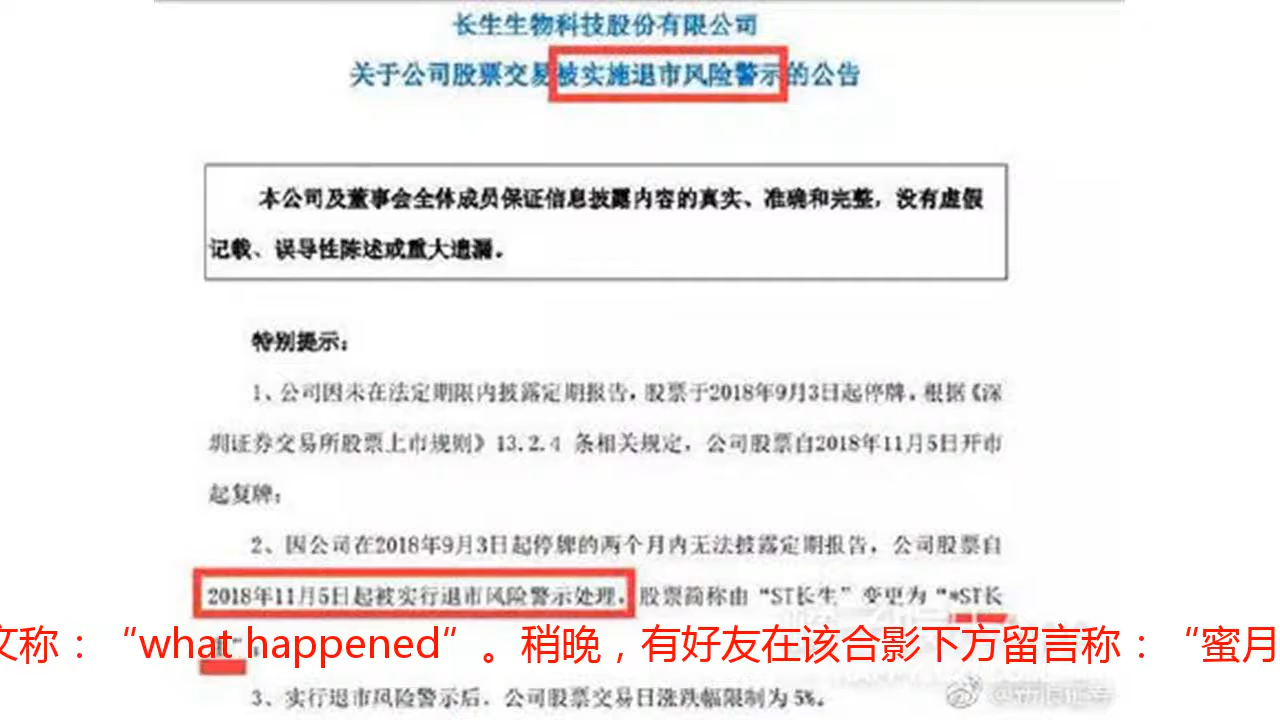 长生生物科技股份有限公司
关于公司股票交易被实施退市风险警示的公告
本公司及董事会全体成员保证信息披露内容的真实、准确和完整，没有虚假
记载、误导性陈述或重大遗漏。
特别提示：
1、公司因未在法定期限内披露定期报告，股票于2018年9月3日起停牌，根据《深
圳证券交易所股票上市规则》13.2.4 条相关规定，公司股票自2018年11月5日开市
起复牌；
2、因公司在2018年9月3日起停牌的两个月内无法披露定期报告，公司股票自
2018年11月5日起被实行退市风险警示处理，股票简称由“ST长生”变更为“*ST长
文称：“what happened”。稍晚，有好友在该合影下方留言称：“蜜月
3、实行退市风险警示后，公司股票交易日涨跌幅限制为 5%。
@新浪证券